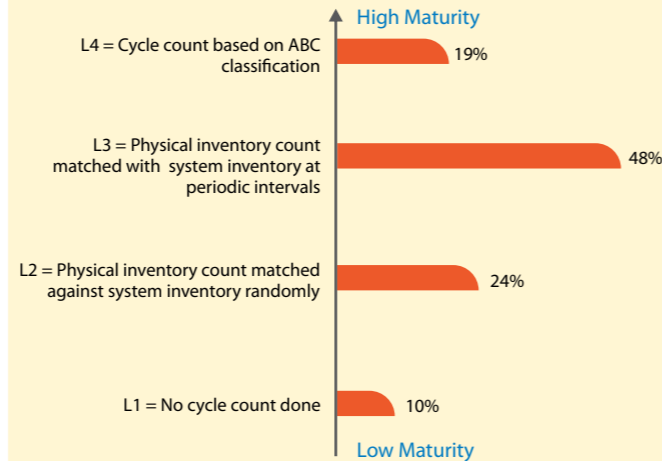 High Maturity
L4 = Cycle count based on ABC
classification
19%
L3 = Physical inventory count
matched with system inventory at
periodic intervals
48%
L2 = Physical inventory count matched
against system inventory randomly
24%
L1 = No cycle count done
10%
Low Maturity